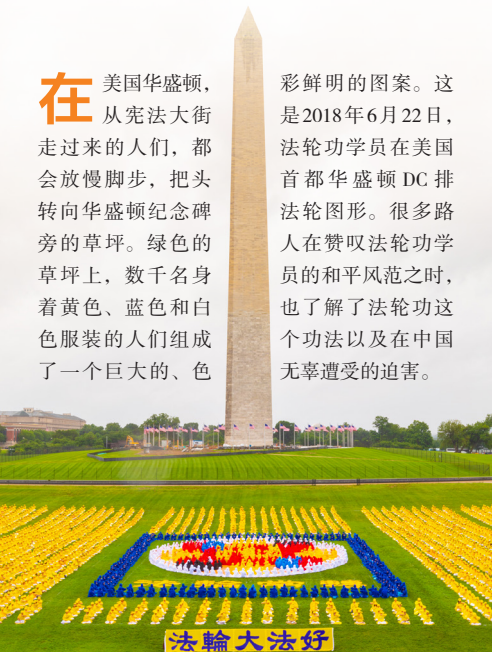 在美国华盛顿，
从宪法大街
走过来的人们，都
会放慢脚步，把头
转向华盛顿纪念碑
旁的草坪。绿色的
草坪上，数千名身
着黄色、蓝色和白
色服装的人们组成
了一个巨大的、色
彩鲜明的图案。这
是2018年6月22日，
法轮功学员在美国
首都华盛顿DC排
法轮图形。很多路
人在赞叹法轮功学
员的和平风范之时，
也了解了法轮功这
个功法以及在中国
无辜遭受的迫害。
法輪大法好